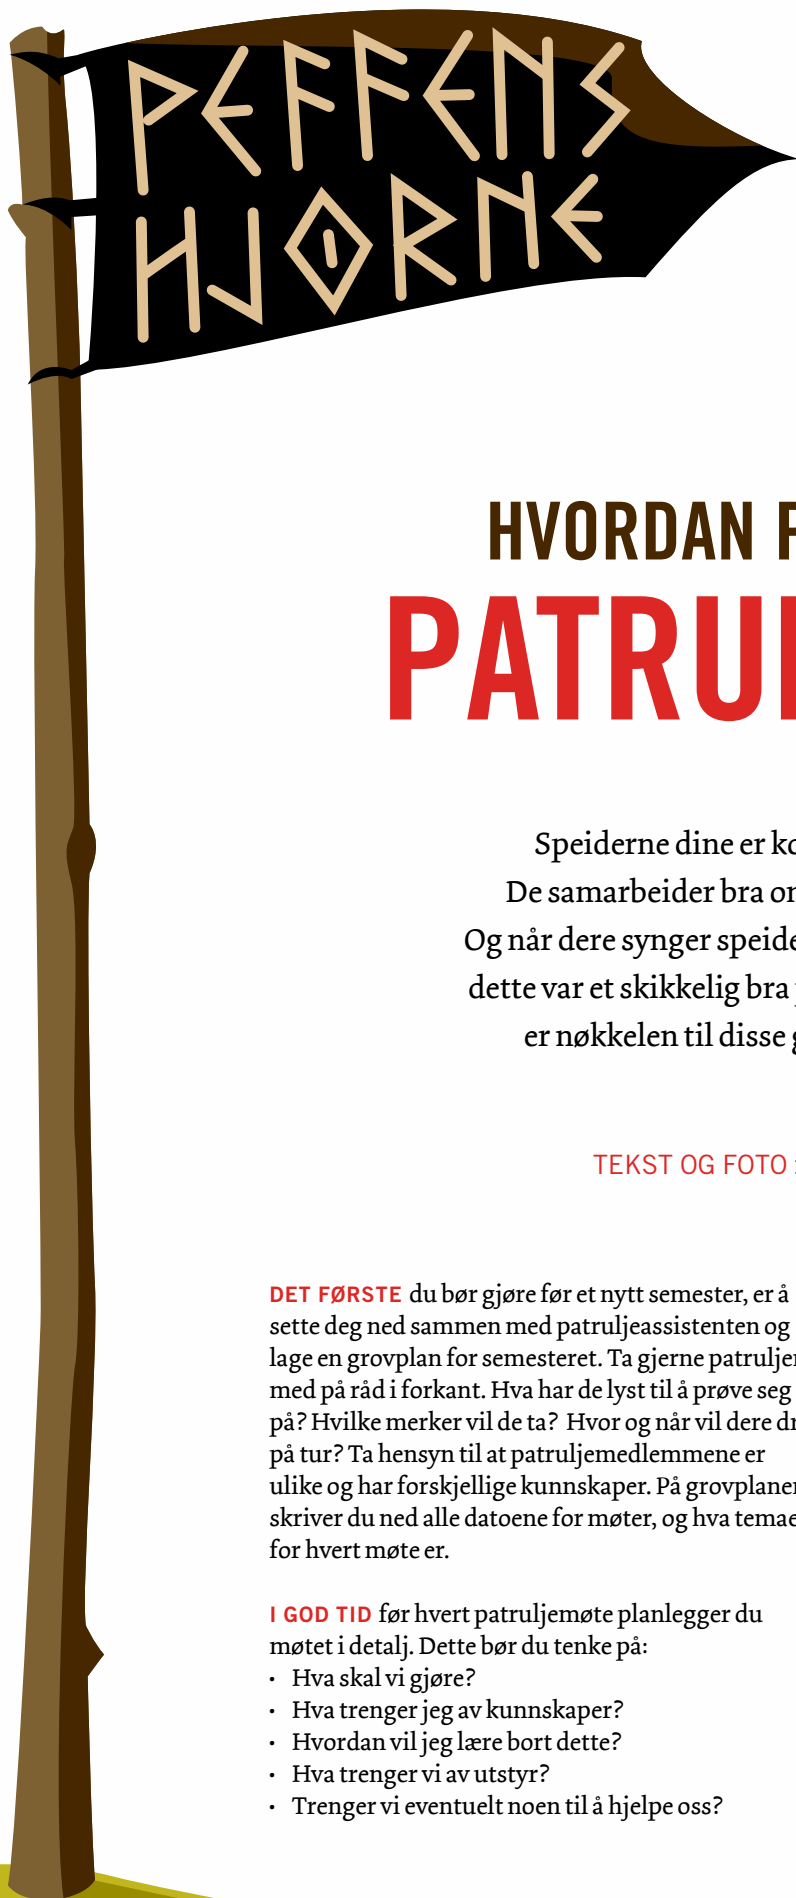 PEFFENS
HJØRNE
HVORDAN
Speiderne dine er
De samarbeider bra
Og når dere synger
dette var et skikkelig bra
er nøkkelen til disse
TEKST OG FOTO :
DET FØRSTE du bør gjøre før et nytt semester, er å
sette deg ned sammen med patruljeassistenten og
lage en grovplan for semesteret. Ta gjerne
med på råd i forkant. Hva har de lyst til å prøve seg
på? Hvilke merker vil de ta? Hvor og når vil dere
på tur? Ta hensyn til at patruljemedlemmene er
ulike og har forskjellige kunnskaper. På
skriver du ned alle datoene for møter, og hva
for hvert møte er.
I GOD TID før hvert patruljemøte planlegger du
møtet i detalj. Dette bør du tenke på:
• Hva skal vi gjøre?
• Hva trenger jeg av kunnskaper?
• Hvordan vil jeg lære bort dette?
• Hva trenger vi av utstyr?
• Trenger vi eventuelt noen til å hjelpe oss?